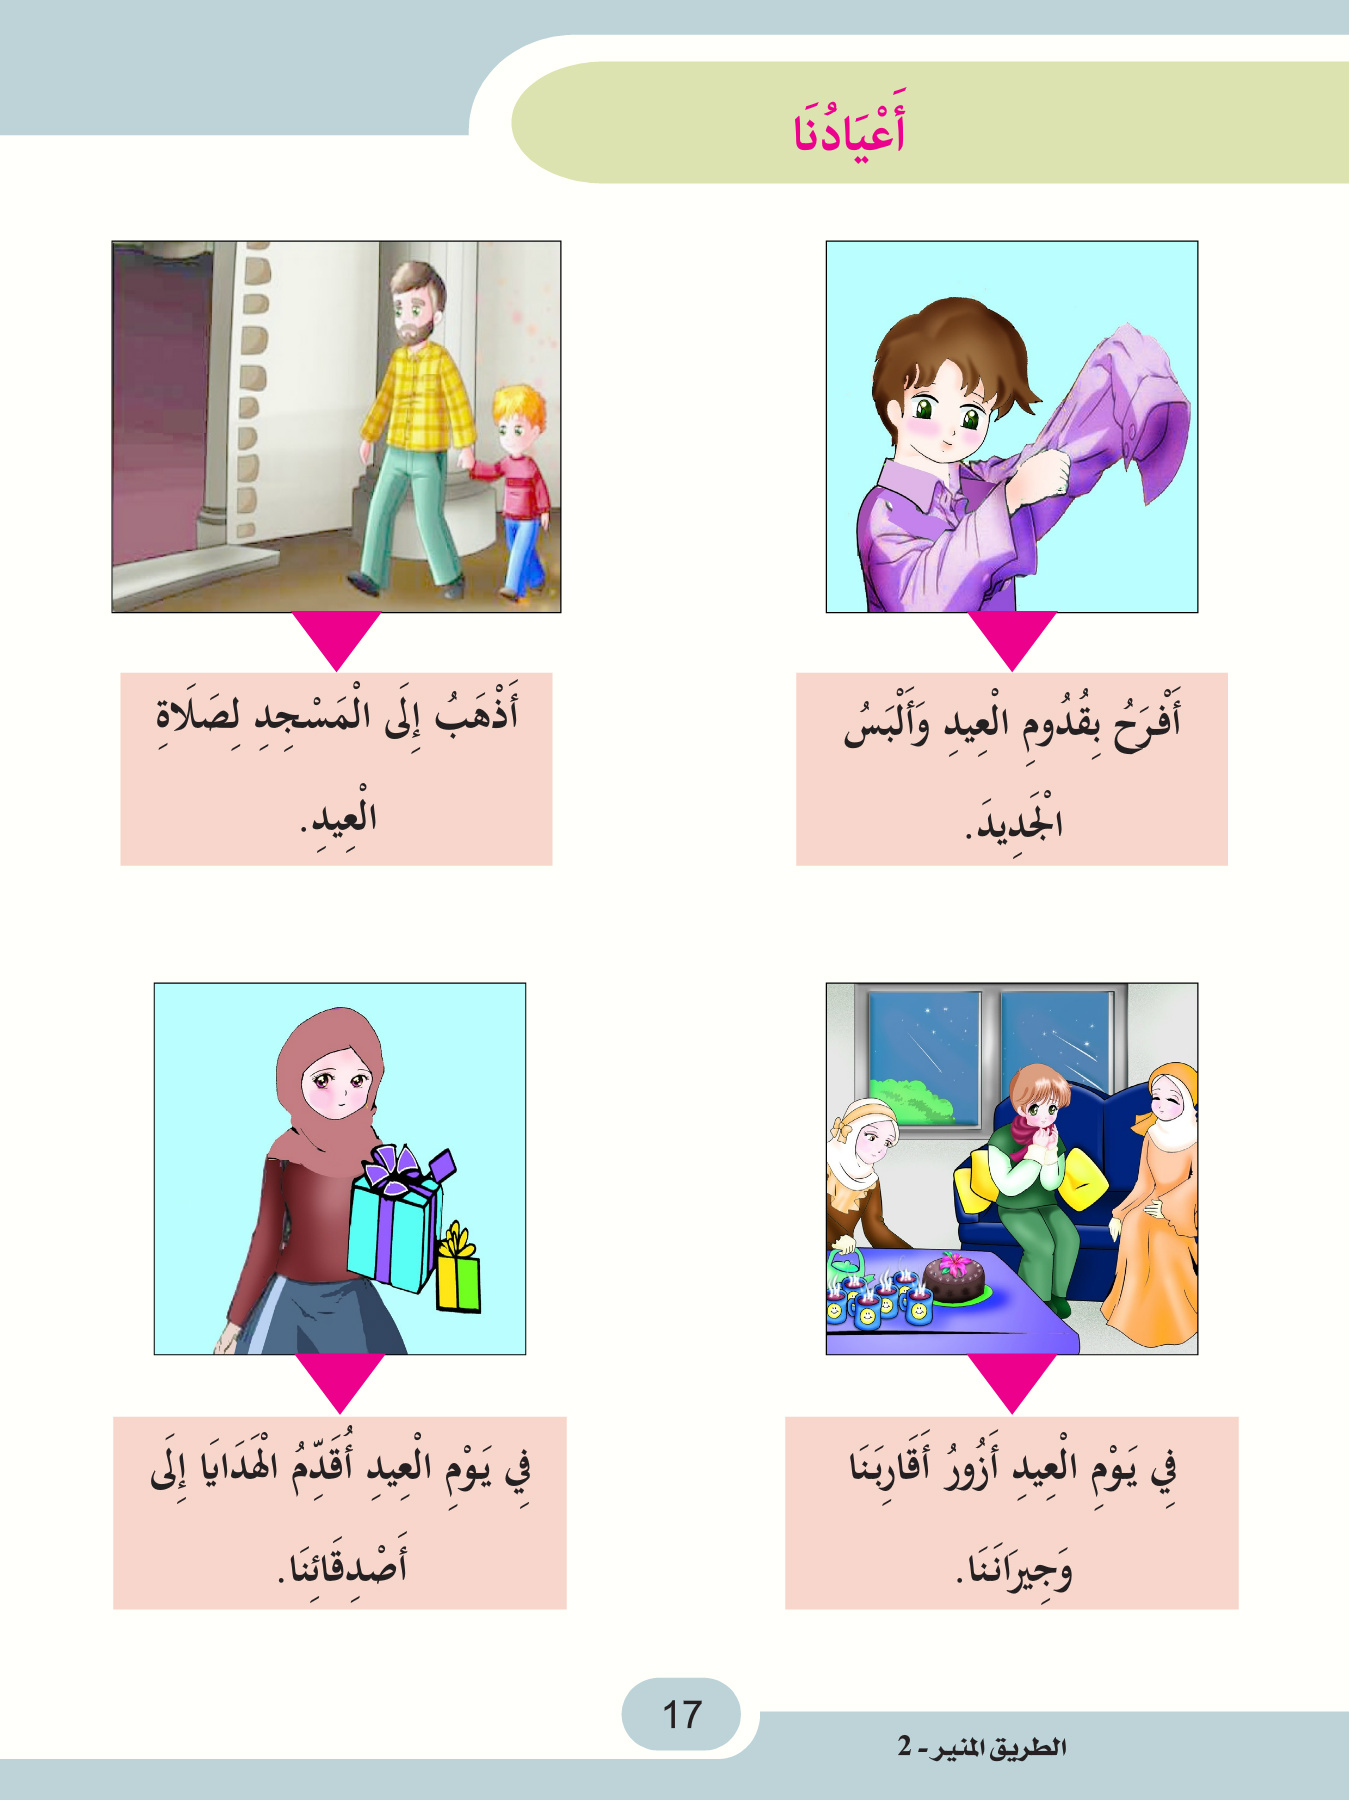 أَعْيَادُنَا
أَفْرَحُ بِقُدُومِ الْعِيدِ وَأَلْبَسُ
الْجَدِيدَ.
أَذْهَبُ إِلَى الْمَسْجِدِ لِصَلَاةِ
الْعِيدِ.
فِي يَوْمِ الْعِيدِ أَزُورُ أَقَارِبَنَا
وَجِيرَانَنَا.
فِي يَوْمِ الْعِيدِ أُقَدِّمُ الْهَدَايَا إِلَى
أَصْدِقَائِنَا.
17
الطريق المنير - 2